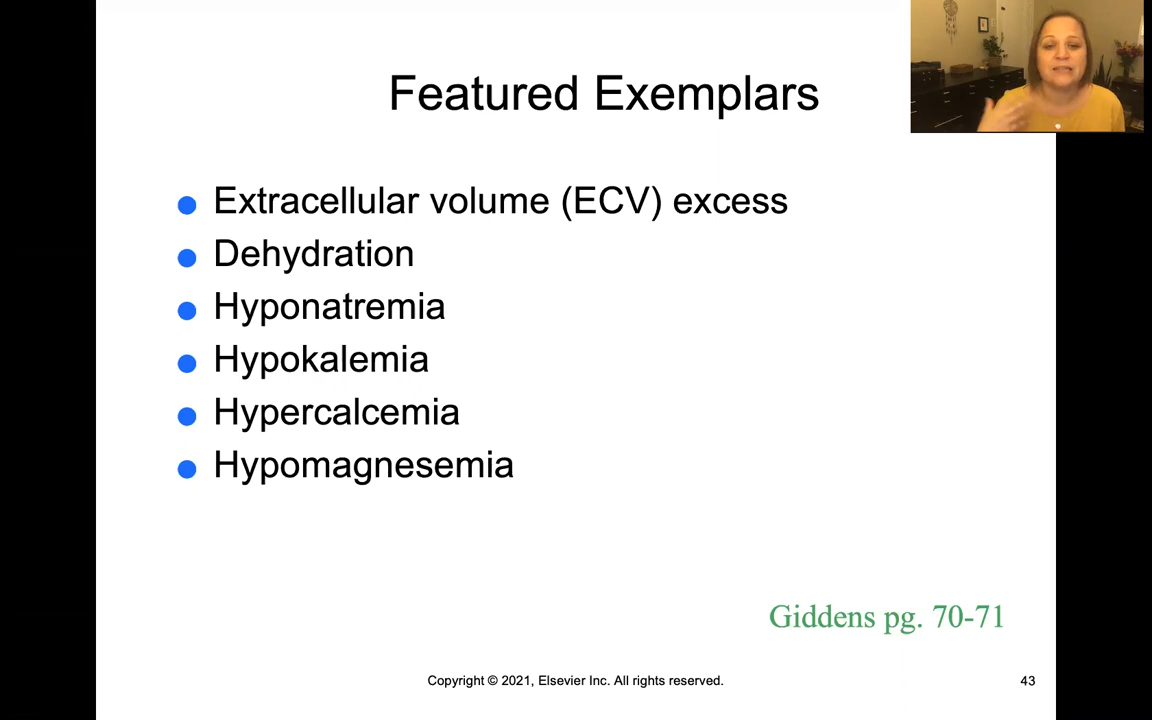 Featured Exemplars
Extracellular volume (ECV) excess
Dehydration
Hyponatremia
Hypokalemia
Hypercalcemia
Hypomagnesemia
Giddens pg. 70-71
Copyright © 2021, Elsevier Inc. All rights reserved.
43